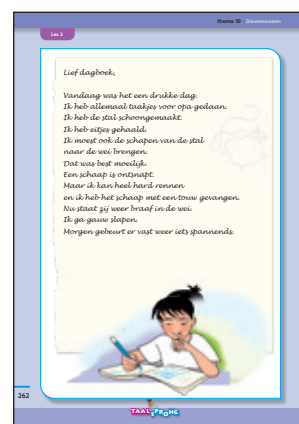 thema 10 Dierenmanieren
Les 3
Lief dagboek,
Vandaag was het een drukke dag.
Ik heb allemaal taakjes voor opa gedaan.
Ik heb de stal schoongemaakt.
Ik heb eitjes gehaald.
Ik moest ook de schapen van de stal
naar de wei brengen.
Dat was best moeilijk.
Een schaap is ontsnapt.
Maar ik kan heel hard rennen
en ik heb het schaap met een touw gevangen.
Nu staat zij weer braaf in de wei.
Ik ga gauw slapen.
Morgen gebeurt er vast weer iets spannends.
262
TAALSPRONG